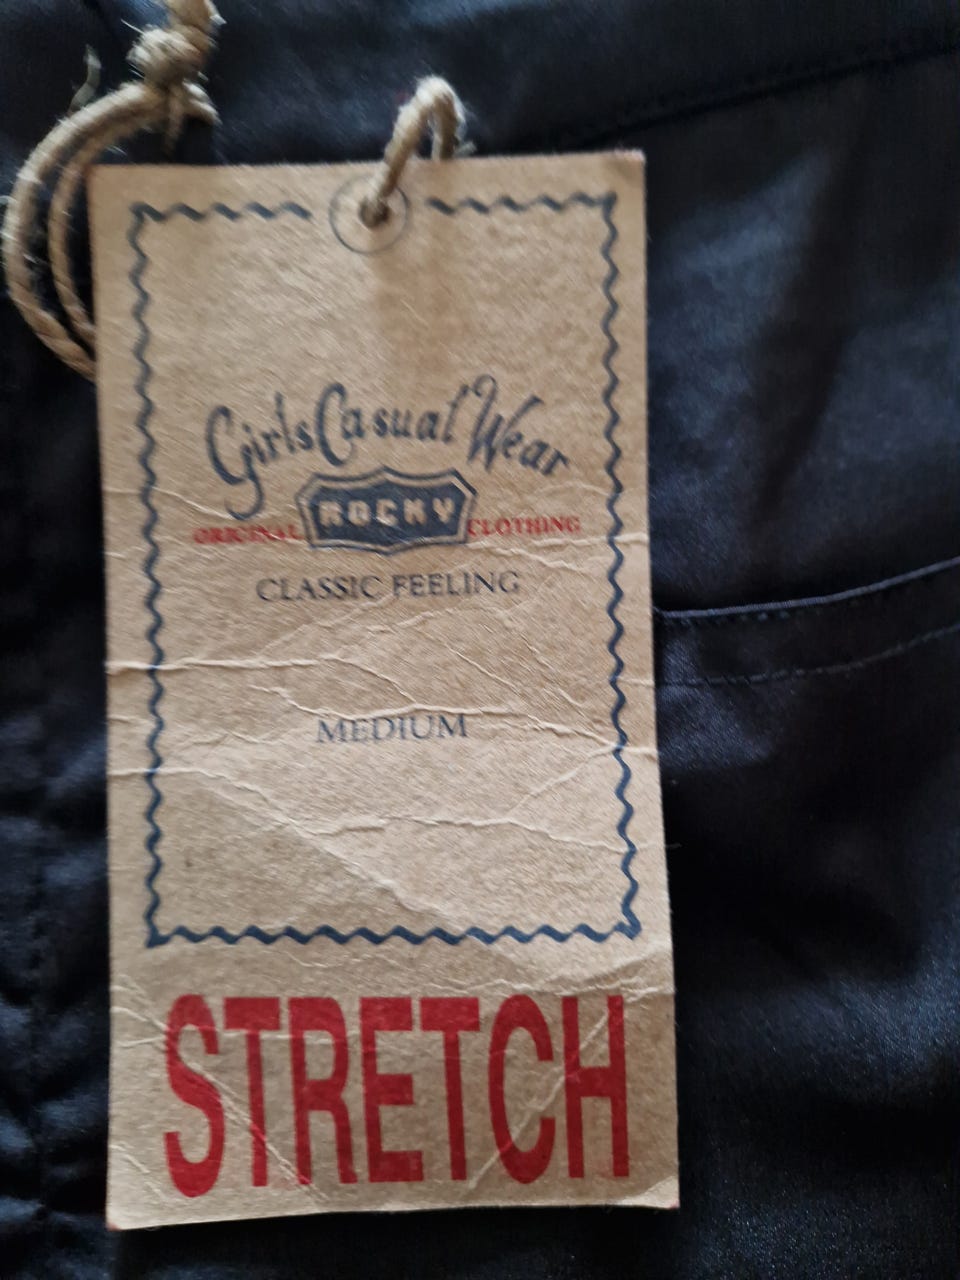 Girls Casual Wear
ORIGINAL ROCKY CLOTHING
CLASSIC FEELING
MEDIUM
STRETCH